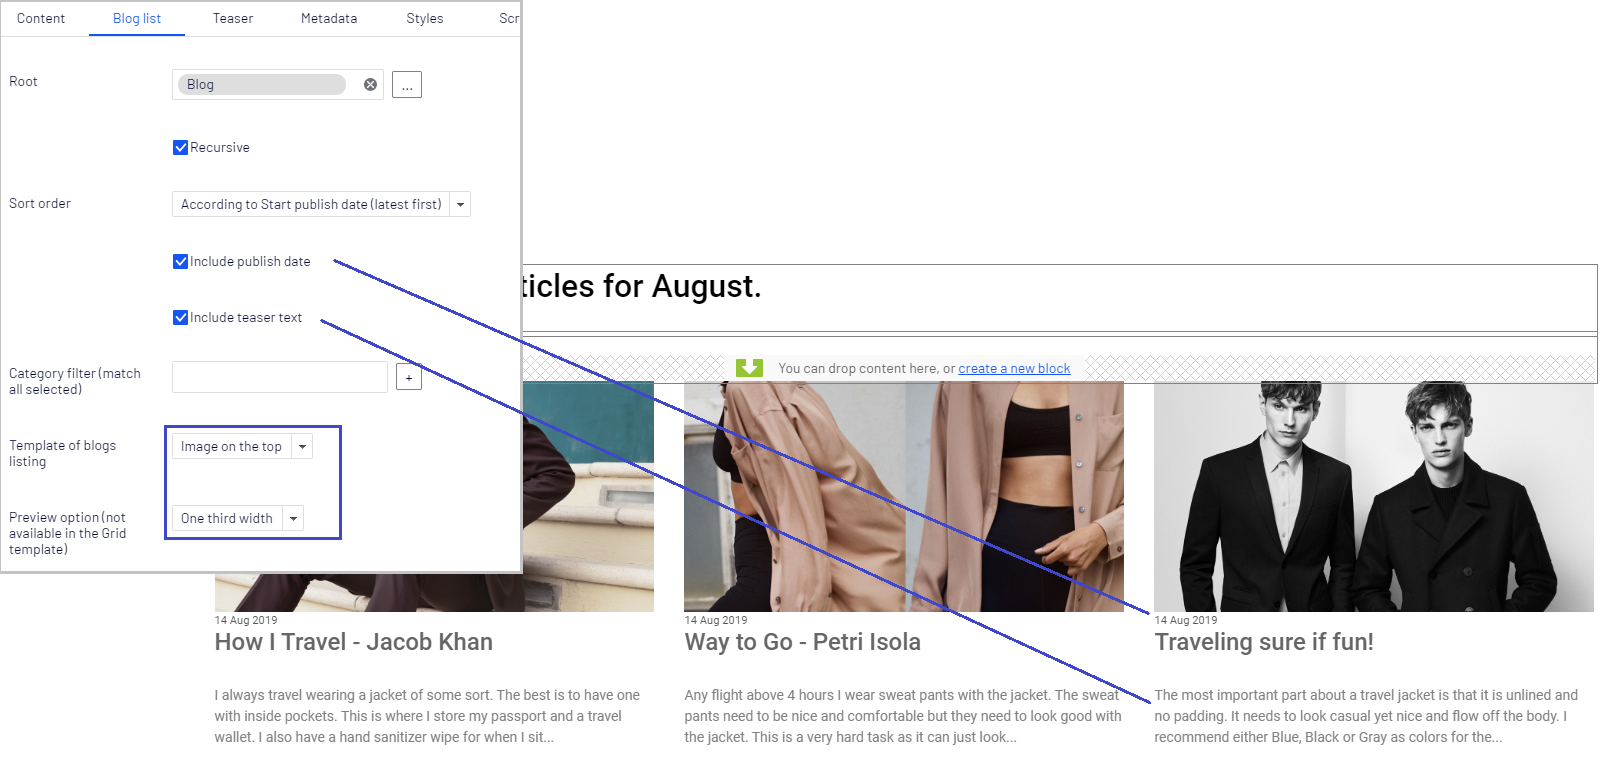 Content Blog list Teaser Metadata Styles Scr
Root Blog ...
Recursive
Sort order According to Start publish date (latest first)
Include publish date
Include teaser text
Category filter (match
all selected)
+
Template of blogs
listing
Image on the top
Preview option (not
available in the Grid
template)
One third width
ticles for August.
You can drop content here, or create a new block
14 Aug 2019
How I Travel - Jacob Khan
I always travel wearing a jacket of some sort. The best is to have one
with inside pockets. This is where I store my passport and a travel
wallet. I also have a hand sanitizer wipe for when I sit...
14 Aug 2019
Way to Go - Petri Isola
Any flight above 4 hours I wear sweat pants with the jacket. The sweat
pants need to be nice and comfortable but they need to look good with
the jacket. This is a very hard task as it can just look...
14 Aug 2019
Traveling sure if fun!
The most important part about a travel jacket is that it is unlined and
no padding. It needs to look casual yet nice and flow off the body. I
recommend either Blue, Black or Gray as colors for the...